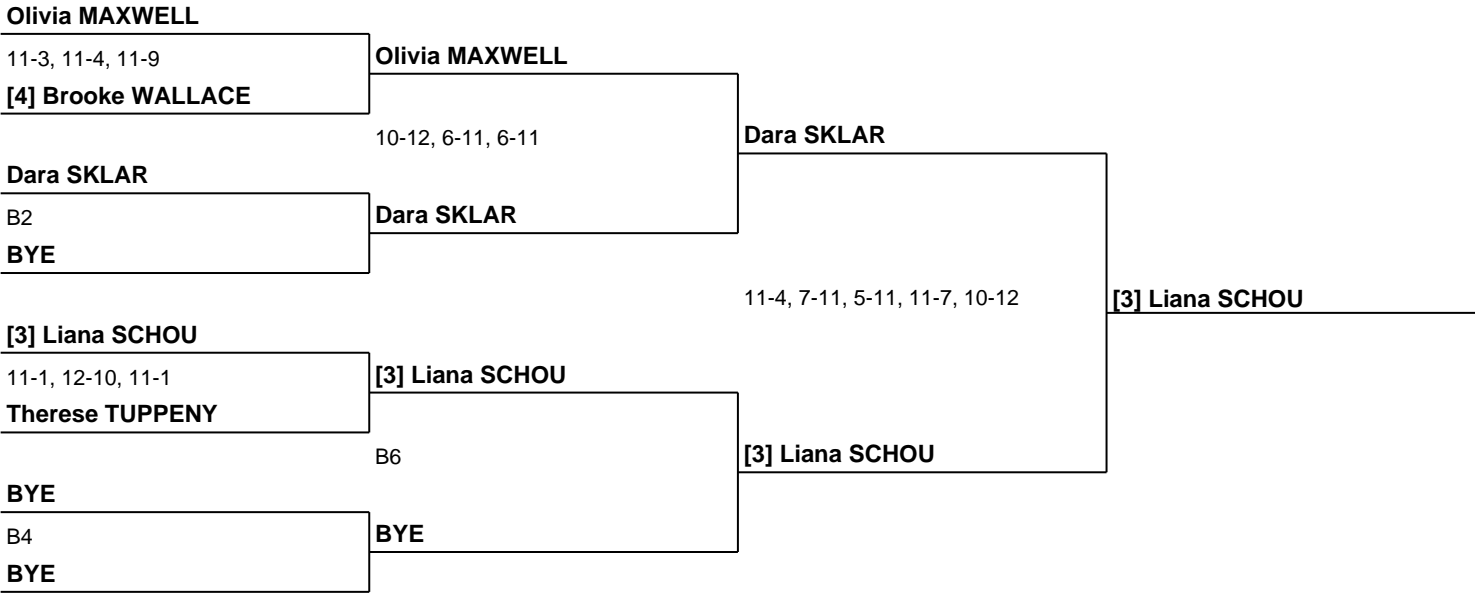 Olivia MAXWELL
11-3, 11-4, 11-9
[4] Brooke WALLACE
Dara SKLAR
B2
BYE
[3] Liana SCHOU
11-1, 12-10, 11-1
Therese TUPPENY
BYE
B4
BYE
Olivia MAXWELL
10-12, 6-11, 6-11
Dara SKLAR
[3] Liana SCHOU
B6
BYE
Dara SKLAR
11-4, 7-11, 5-11, 11-7, 10-12
[3] Liana SCHOU
[3] Liana SCHOU